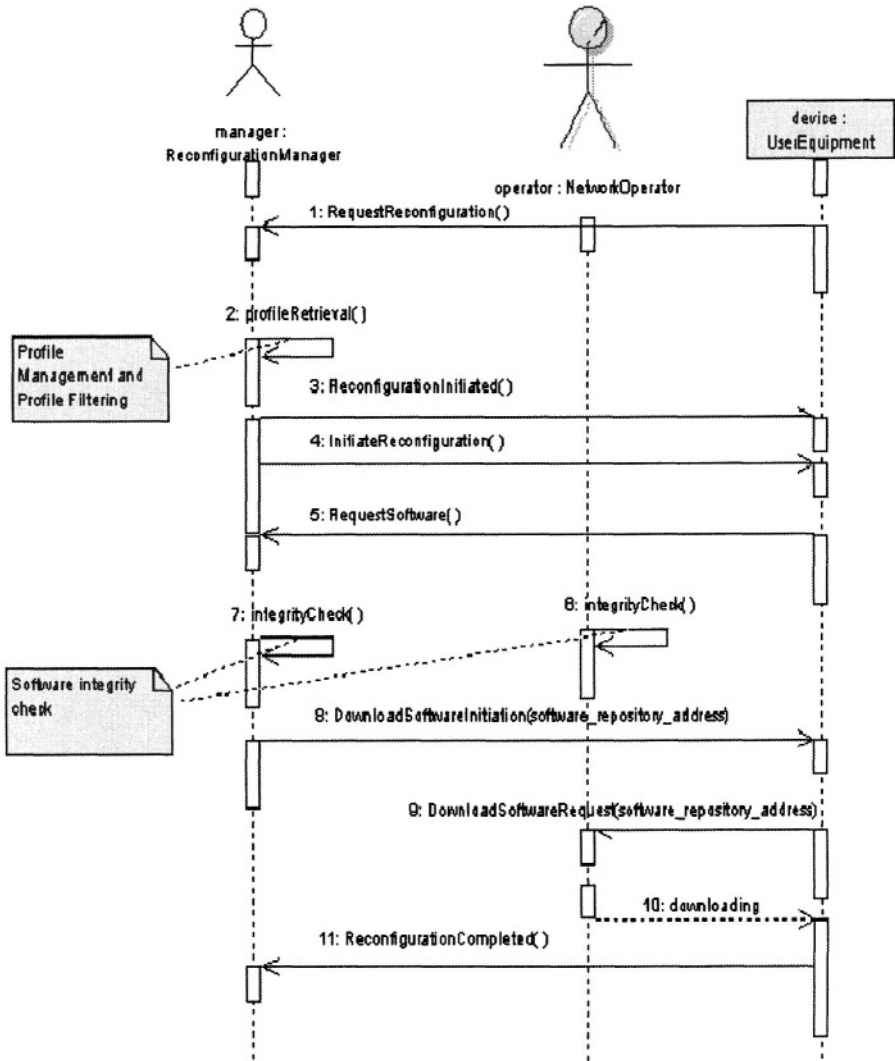 manager :
ReconfigurationManager
operator : NetworkOperator
device :
UserEquipment
1: RequestReconfiguration()
2: profileRetrieval()
Profile
Management and
Profile Filtering
3: ReconfigurationInitiated()
4: InitiateReconfiguration()
5: RequestSoftware()
7: integrityCheck()
6: integrityCheck()
Software integrity
check
8: DownloadSoftwareInitiation(software_repository_address)
9: DownloadSoftwareRequest(software_repository_address)
10: downloading
11: ReconfigurationCompleted()